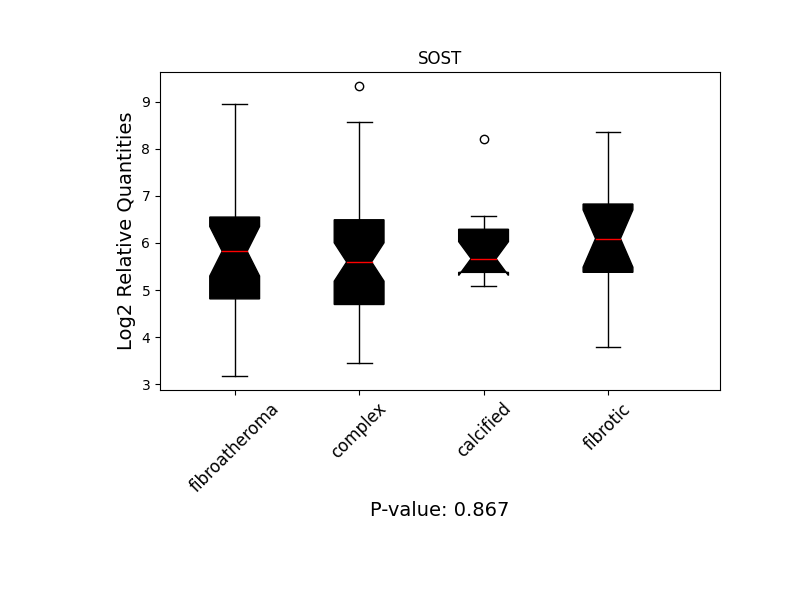 SOST
Log2 Relative Quantities
9
8
7
6
5
4
3
fibroatheroma
complex
calcified
fibrotic
P-value: 0.867